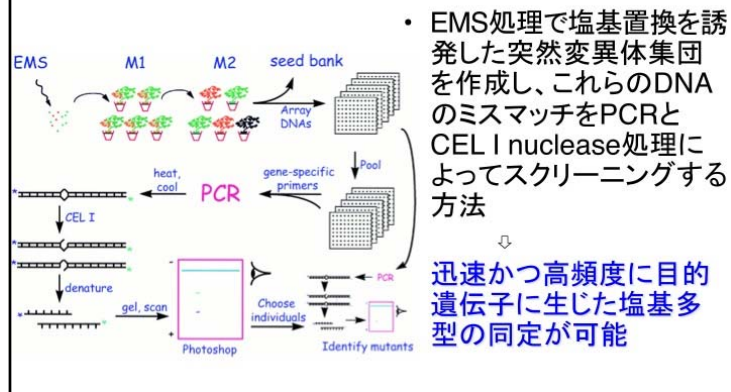 EMS
M1
M2
seed bank
Array
DNAs
Pool
gene-specific
primers
PCR
heat,
cool
*
*
CEL I
*
*
denature
*
*
gel, scan
-
+
Photoshop
Choose
individuals
PCR
Identify mutants
• EMS処理で塩基置換を誘
発した突然変異体集団
を作成し、これらのDNA
のミスマッチをPCRと
CEL I nuclease処理に
よってスクリーニングする
方法
⇩
迅速かつ高頻度に目的
遺伝子に生じた塩基多
型の同定が可能